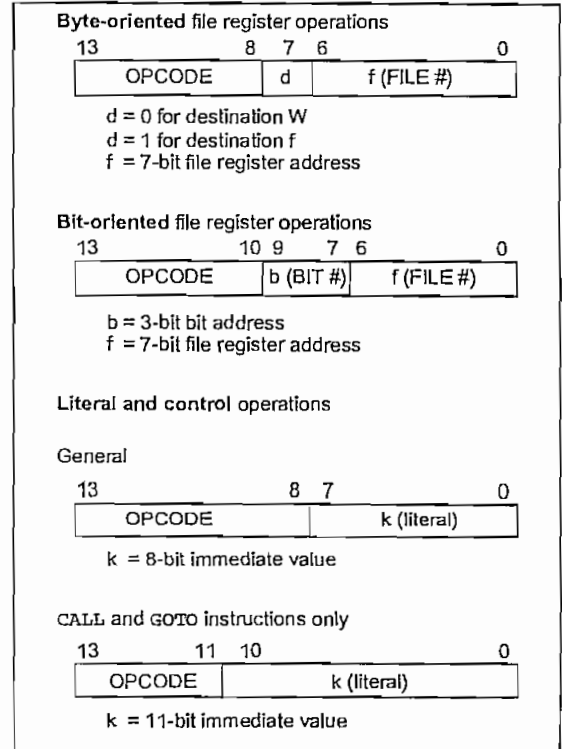 Byte-oriented file register operations
13 8 7 6 0
OPCODE d f (FILE #)
d = 0 for destination W
d = 1 for destination f
f = 7-bit file register address
Bit-oriented file register operations
13 10 9 7 6 0
OPCODE b (BIT #) f (FILE #)
b = 3-bit bit address
f = 7-bit file register address
Literal and control operations
General
13 8 7 0
OPCODE k (literal)
k = 8-bit immediate value
CALL and GOTO instructions only
13 11 10 0
OPCODE k (literal)
k = 11-bit immediate value